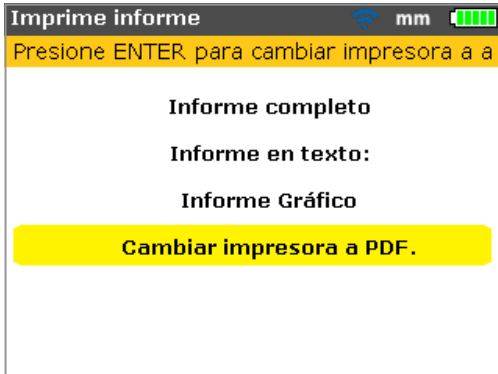 Imprime informe mm
Presione ENTER para cambiar impresora a a
Informe completo
Informe en texto:
Informe Gráfico
Cambiar impresora a PDF.